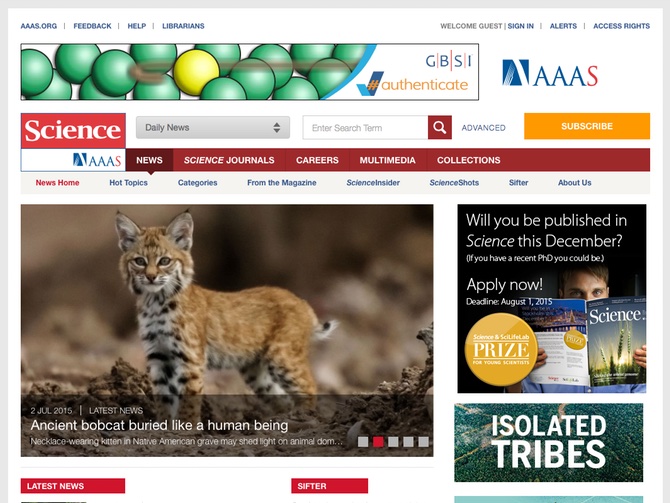 AAAS.ORG | FEEDBACK | HELP | LIBRARIANS
WELCOME GUEST | SIGN IN | ALERTS | ACCESS RIGHTS
GBSI
#authenticate
AAAS
Science
AAAS
Daily News
Enter Search Term
ADVANCED
SUBSCRIBE
NEWS SCIENCE JOURNALS CAREERS MULTIMEDIA COLLECTIONS
News Home Hot Topics Categories From the Magazine ScienceInsider ScienceShots Sifter About Us
2 JUL 2015 | LATEST NEWS
Ancient bobcat buried like a human being
Necklace-wearing kitten in Native American grave may shed light on animal dom...
Will you be published in
Science this December?
(If you have a recent PhD you could be.)
Apply now!
Deadline: August 1, 2015
Science & SciLifeLab
PRIZE
FOR YOUNG SCIENTISTS
Science
ISOLATED
TRIBES
LATEST NEWS
SIFTER